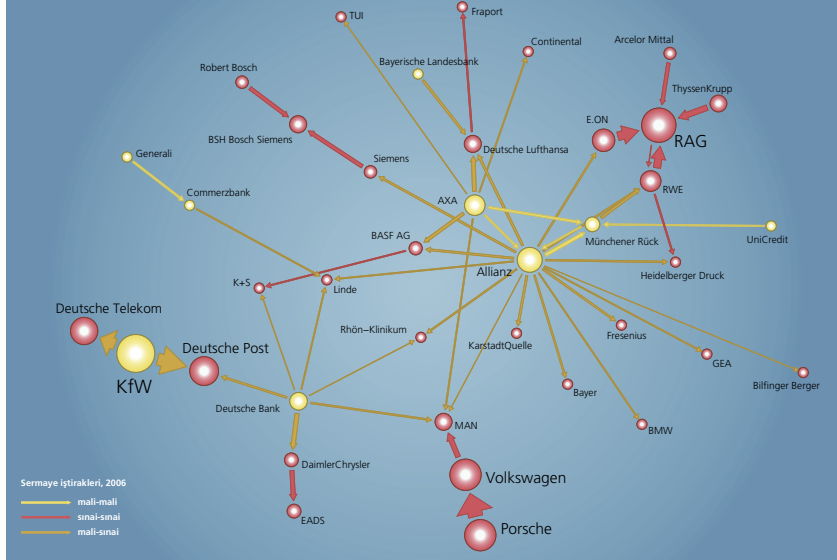 TUI
Fraport
Continental
Arcelor Mittal
Bayerische Landesbank
Robert Bosch
ThyssenKrupp
E.ON
RAG
BSH Bosch Siemens
Deutsche Lufthansa
Generali
Siemens
Commerzbank
RWE
AXA
BASF AG
Münchener Rück
UniCredit
Allianz
Heidelberger Druck
K+S
Linde
Deutsche Telekom
Rhön–Klinikum
KarstadtQuelle
Fresenius
Deutsche Post
GEA
KfW
Bilfinger Berger
Bayer
Deutsche Bank
MAN
BMW
DaimlerChrysler
Volkswagen
Sermaye iştirakleri, 2006
mali-mali
sınai-sınai
mali-sınai
EADS
Porsche